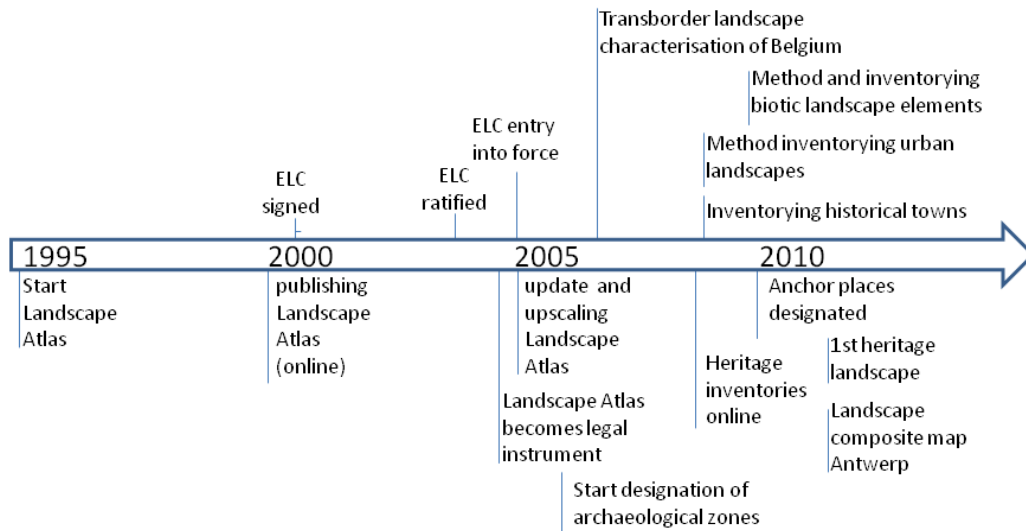 Transborder landscape
characterisation of Belgium
Method and inventorying
biotic landscape elements
ELC entry
into force
Method inventorying urban
landscapes
ELC
signed
ELC
ratified
Inventorying historical towns
1995
2000
2005
2010
Start
Landscape
Atlas
publishing
Landscape
Atlas
(online)
update and
upscaling
Landscape
Atlas
Anchor places
designated
1st heritage
landscape
Heritage
inventories
online
Landscape Atlas
becomes legal
instrument
Landscape
composite map
Antwerp
Start designation of
archaeological zones